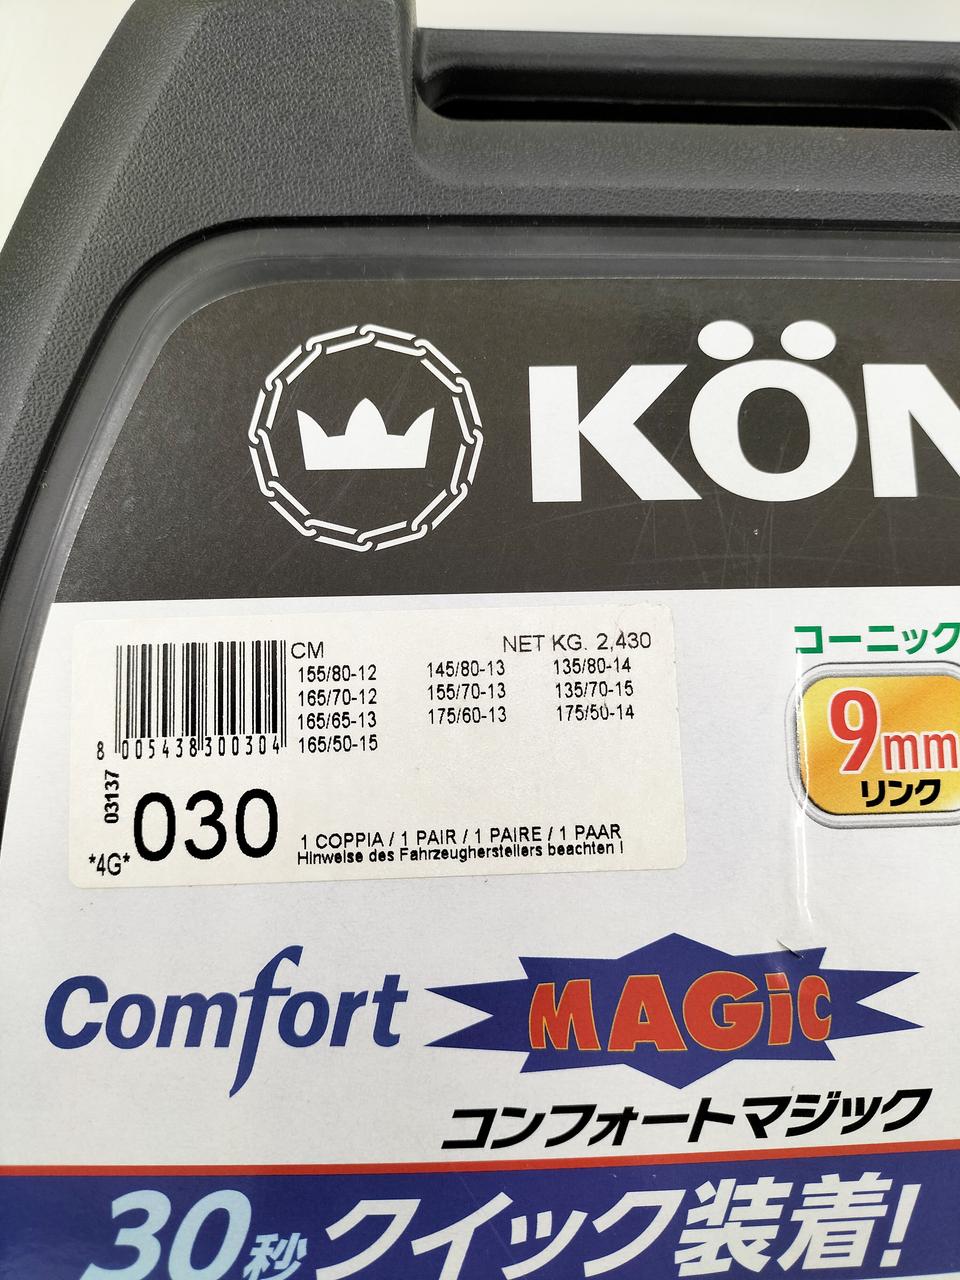 KÖN
CM NET KG. 2,430
155/80-12 145/80-13 135/80-14
165/70-12 155/70-13 135/70-15
165/65-13 175/60-13 175/50-14
165/50-15
8 005438 300304
03137
*4G* 030
1 COPPIA / 1 PAIR / 1 PAIRE / 1 PAAR
Hinweise des Fahrzeugherstellers beachten !
コーニック
9mm
リンク
Comfort MAGiC
コンフォートマジック
30秒クイック装着!